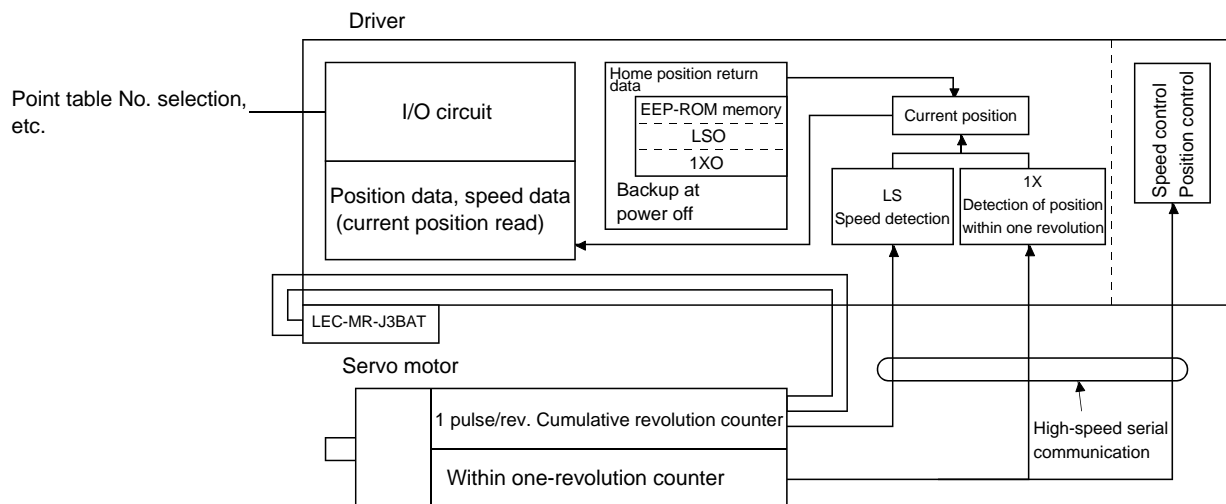 Driver
Point table No. selection,
etc.
I/O circuit
Position data, speed data
(current position read)
Home position return
data
EEP-ROM memory
LSO
1XO
Backup at
power off
Current position
LS
Speed detection
1X
Detection of position
within one revolution
Speed control
Position control
LEC-MR-J3BAT
Servo motor
1 pulse/rev. Cumulative revolution counter
Within one-revolution counter
High-speed serial
communication